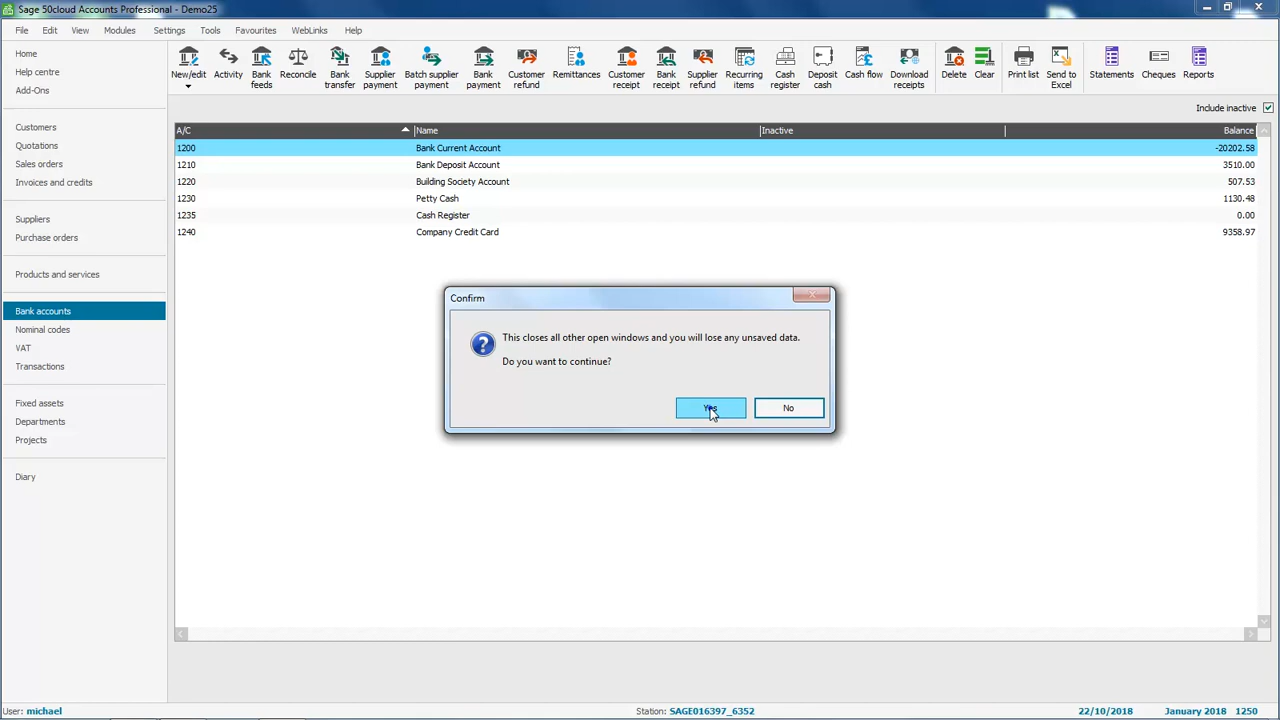 Sage 50cloud Accounts Professional - Demo25
File Edit View Modules Settings Tools Favourites WebLinks Help
Home
Help centre
Add-Ons
Customers
Quotations
Sales orders
Invoices and credits
Suppliers
Purchase orders
Products and services
Bank accounts
Nominal codes
VAT
Transactions
Fixed assets
Departments
Projects
Diary
New/edit Activity Bank feeds Reconcile Bank transfer Supplier payment Batch supplier payment Bank payment Customer refund Remittances Customer receipt Bank receipt Supplier refund Recurring items Cash register Deposit cash Cash flow Download receipts Delete Clear Print list Send to Excel Statements Cheques Reports
Include inactive
A/C Name Inactive Balance
1200 Bank Current Account -20202.58
1210 Bank Deposit Account 3510.00
1220 Building Society Account 507.53
1230 Petty Cash 1130.48
1235 Cash Register 0.00
1240 Company Credit Card 9358.97
Confirm
This closes all other open windows and you will lose any unsaved data.
Do you want to continue?
Yes No
User: michael Station: SAGE016397_6352 22/10/2018 January 2018 1250